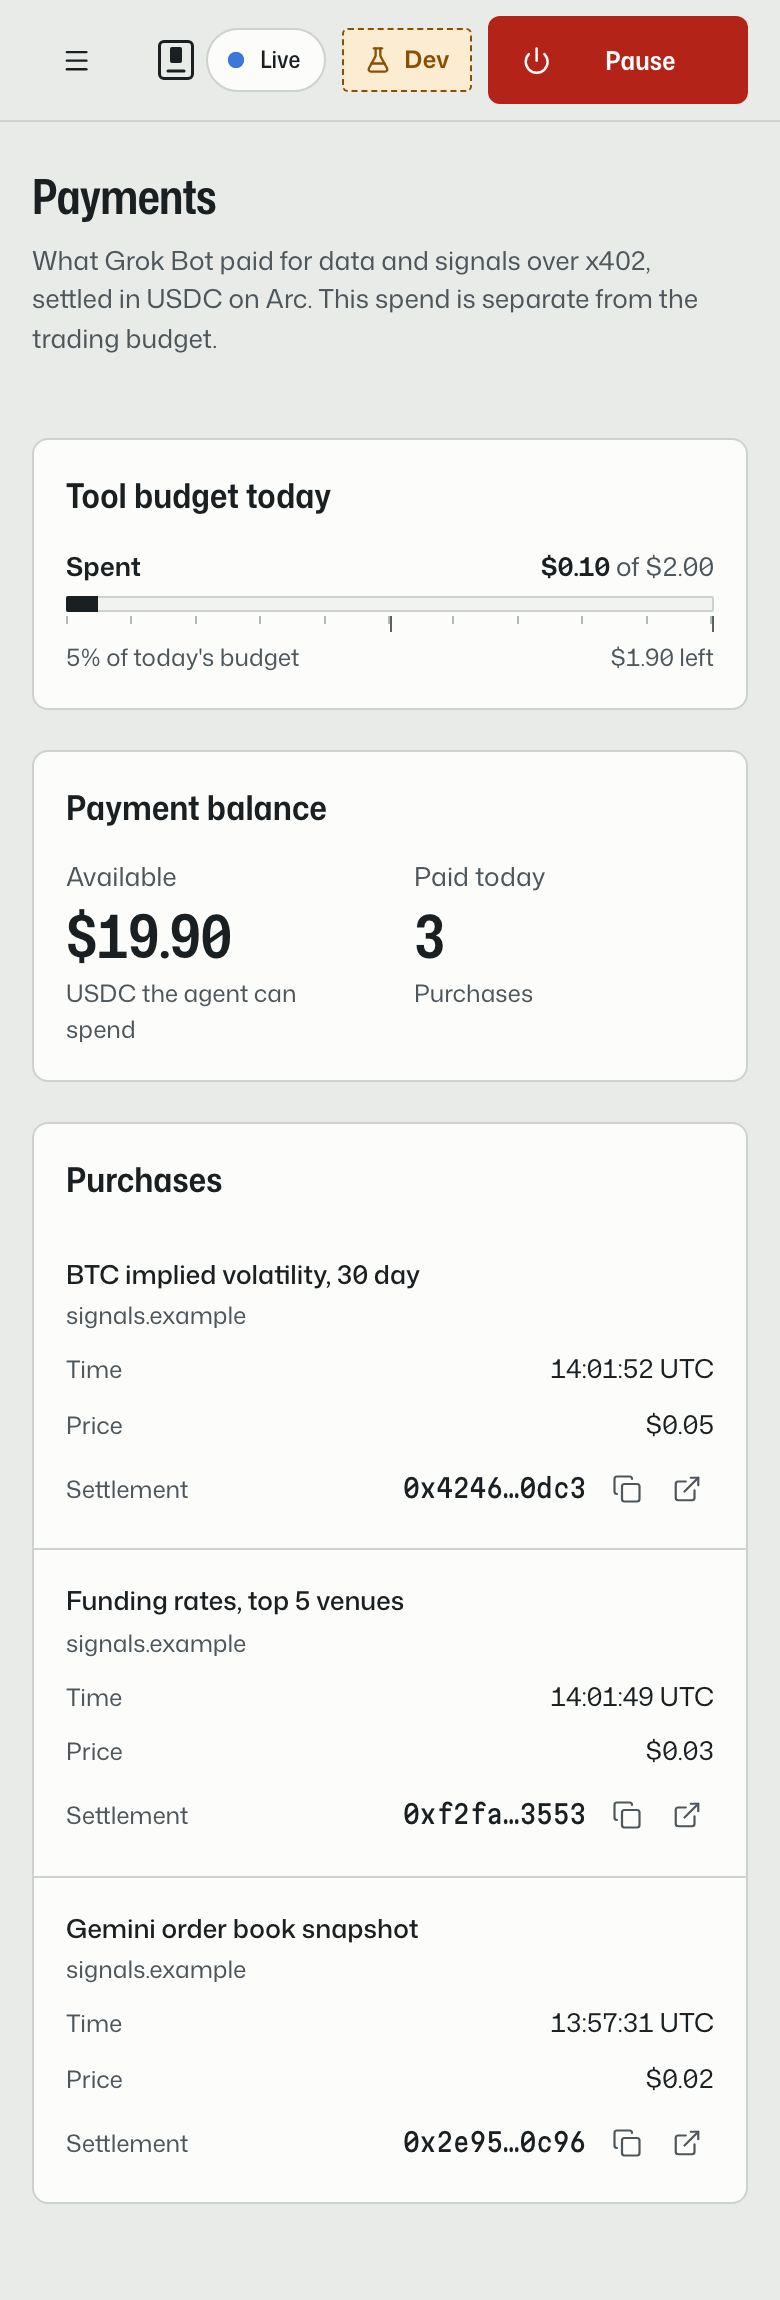 Live
Dev
Pause
Payments
What Grok Bot paid for data and signals over x402,
settled in USDC on Arc. This spend is separate from the
trading budget.
Tool budget today
Spent $0.10 of $2.00
5% of today's budget $1.90 left
Payment balance
Available Paid today
$19.90 3
USDC the agent can Purchases
spend
Purchases
BTC implied volatility, 30 day
signals.example
Time 14:01:52 UTC
Price $0.05
Settlement 0x4246…0dc3
Funding rates, top 5 venues
signals.example
Time 14:01:49 UTC
Price $0.03
Settlement 0xf2fa…3553
Gemini order book snapshot
signals.example
Time 13:57:31 UTC
Price $0.02
Settlement 0x2e95…0c96